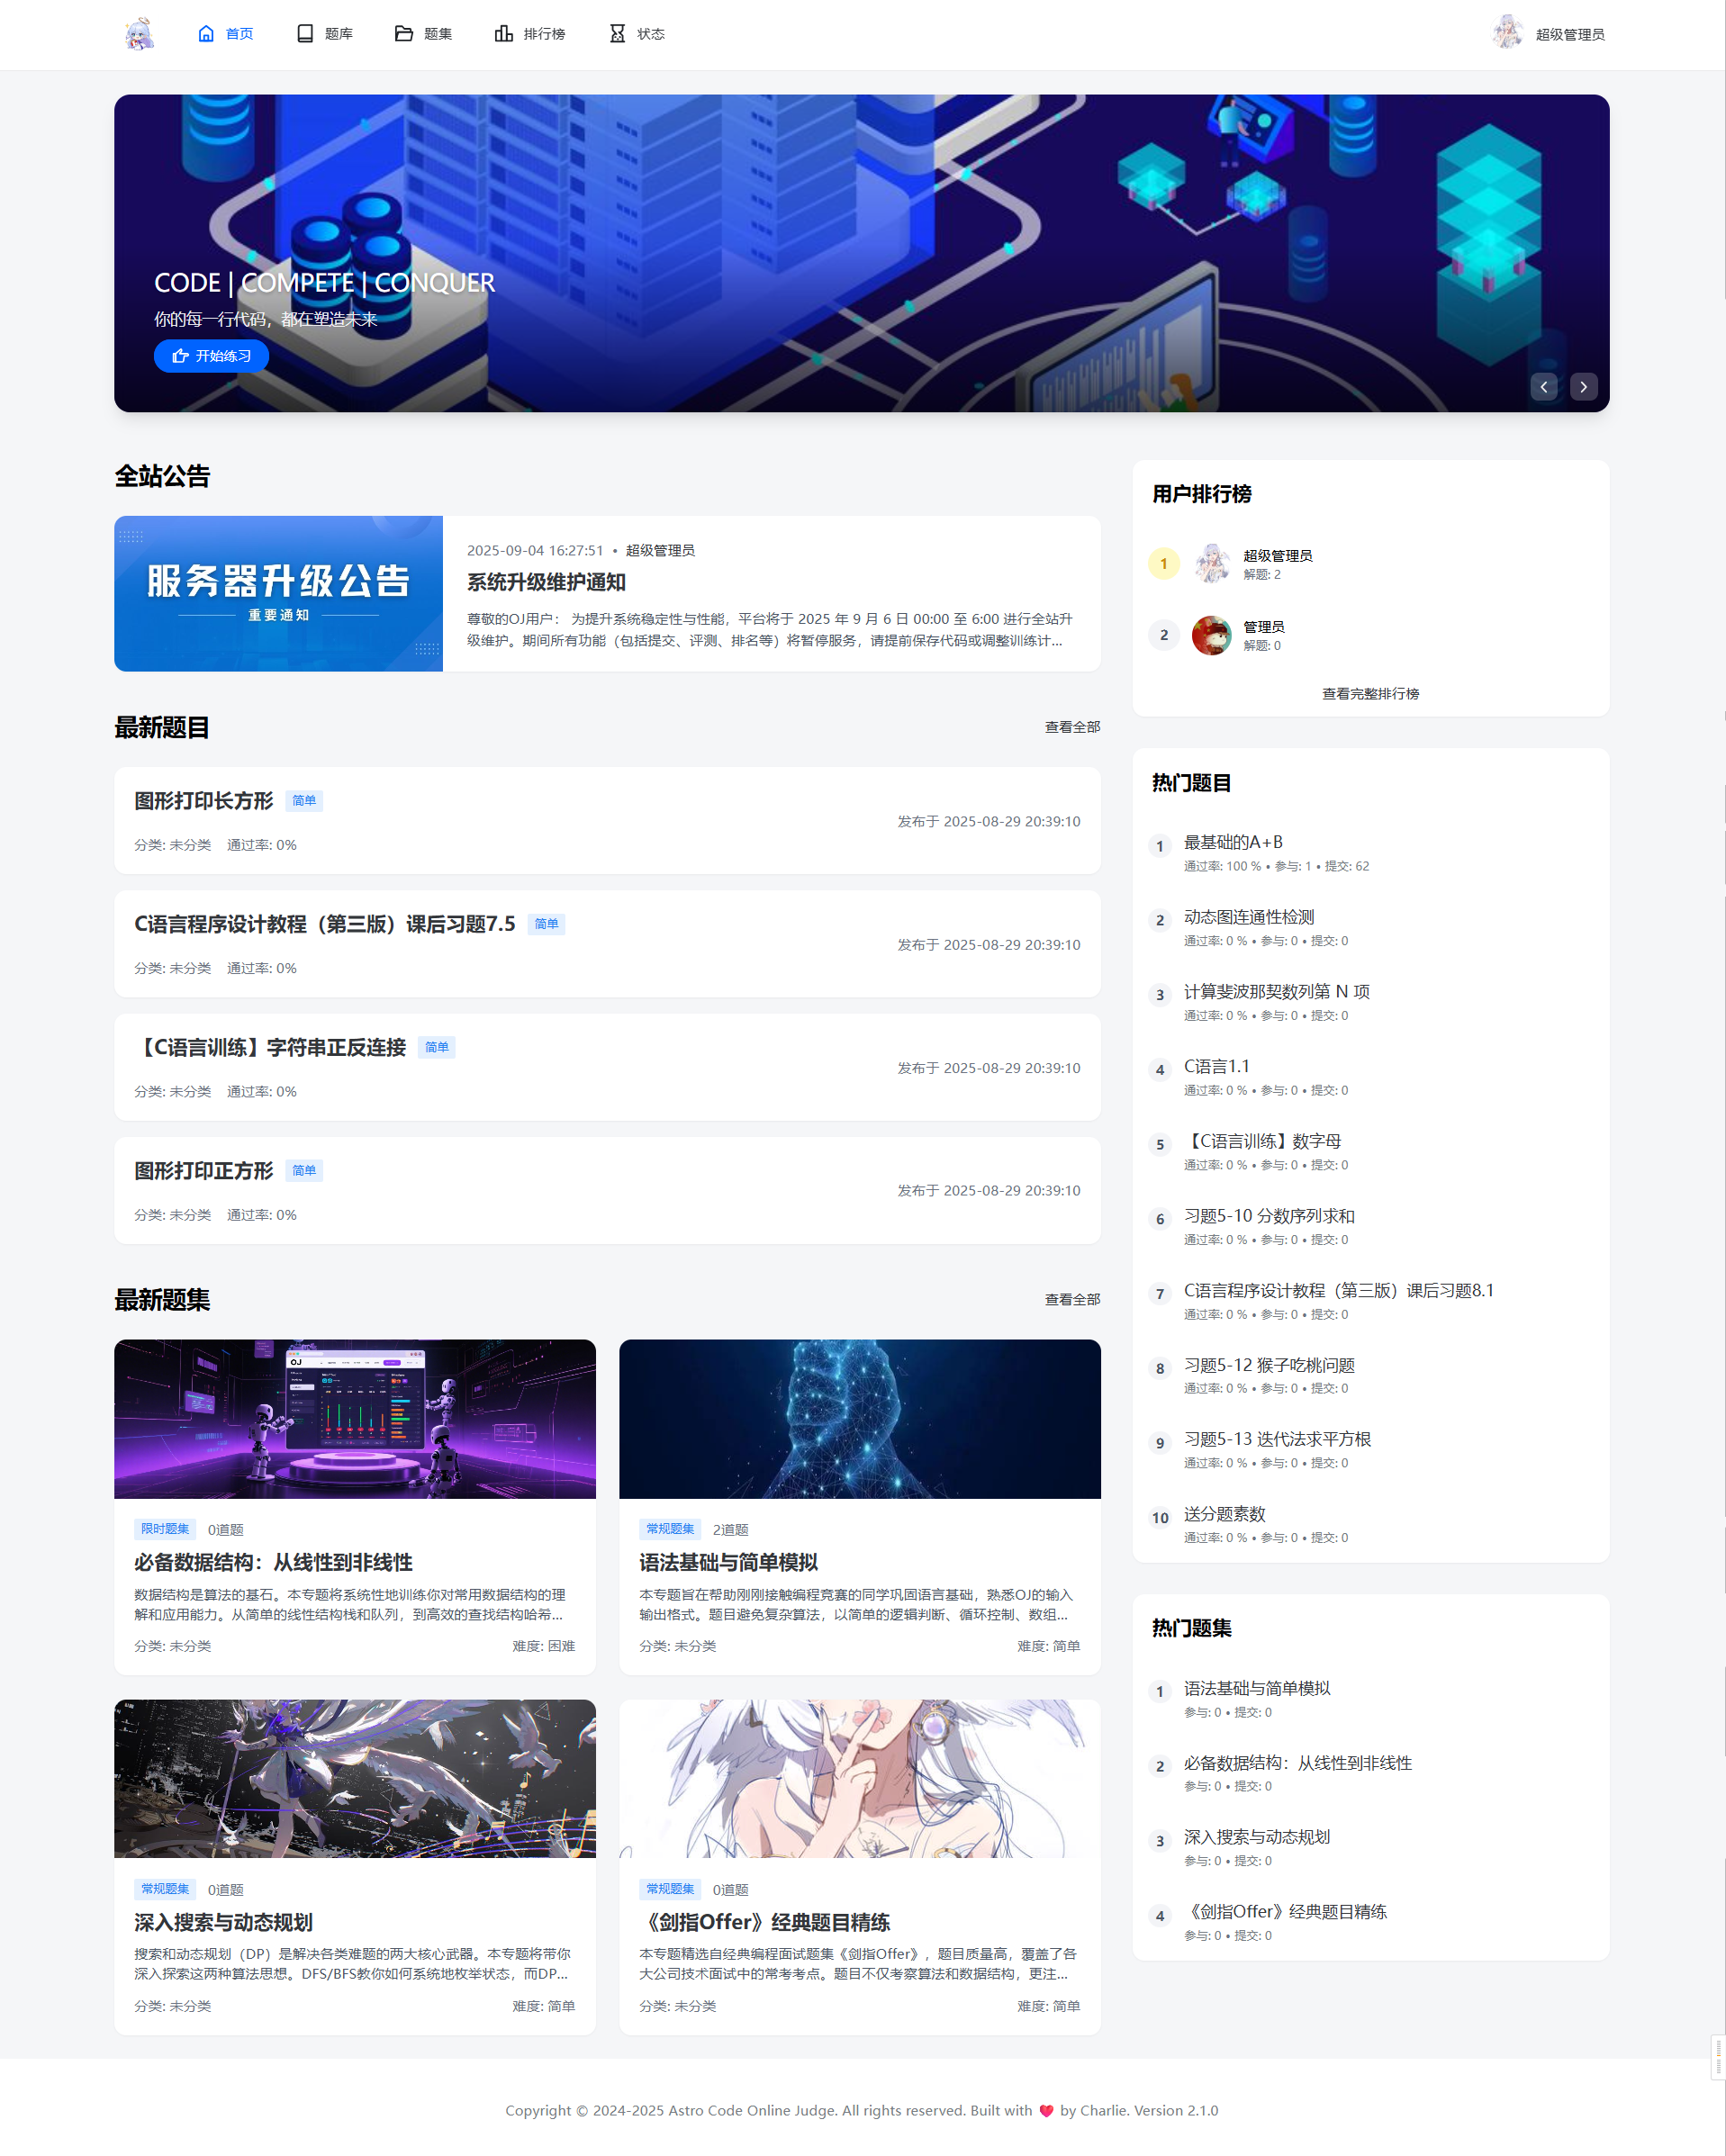 首页
题库
题集
排行榜
状态
超级管理员
CODE | COMPETE | CONQUER
你的每一行代码，都在塑造未来
开始练习
全站公告
服务器升级公告
重要通知
2025-09-04 16:27:51 • 超级管理员
系统升级维护通知
尊敬的OJ用户： 为提升系统稳定性与性能，平台将于 2025 年 9 月 6 日 00:00 至 6:00 进行全站升
级维护。期间所有功能（包括提交、评测、排名等）将暂停服务，请提前保存代码或调整训练计...
最新题目
查看全部
图形打印长方形 简单
分类: 未分类 通过率: 0%
发布于 2025-08-29 20:39:10
C语言程序设计教程（第三版）课后习题7.5 简单
分类: 未分类 通过率: 0%
发布于 2025-08-29 20:39:10
【C语言训练】字符串正反连接 简单
分类: 未分类 通过率: 0%
发布于 2025-08-29 20:39:10
图形打印正方形 简单
分类: 未分类 通过率: 0%
发布于 2025-08-29 20:39:10
最新题集
查看全部
OJ
限时题集 0道题
必备数据结构：从线性到非线性
数据结构是算法的基石。本专题将系统性地训练你对常用数据结构的理
解和应用能力。从简单的线性结构栈和队列，到高效的查找结构哈希...
分类: 未分类 难度: 困难
常规题集 2道题
语法基础与简单模拟
本专题旨在帮助刚刚接触编程竞赛的同学巩固语言基础，熟悉OJ的输入
输出格式。题目避免复杂算法，以简单的逻辑判断、循环控制、数组...
分类: 未分类 难度: 简单
常规题集 0道题
深入搜索与动态规划
搜索和动态规划（DP）是解决各类难题的两大核心武器。本专题将带你
深入探索这两种算法思想。DFS/BFS教你如何系统地枚举状态，而DP...
分类: 未分类 难度: 简单
常规题集 0道题
《剑指Offer》经典题目精练
本专题精选自经典编程面试题集《剑指Offer》，题目质量高，覆盖了各
大公司技术面试中的常考考点。题目不仅考察算法和数据结构，更注...
分类: 未分类 难度: 简单
用户排行榜
1
超级管理员
解题: 2
2
管理员
解题: 0
查看完整排行榜
热门题目
1 最基础的A+B
通过率: 100 % • 参与: 1 • 提交: 62
2 动态图连通性检测
通过率: 0 % • 参与: 0 • 提交: 0
3 计算斐波那契数列第 N 项
通过率: 0 % • 参与: 0 • 提交: 0
4 C语言1.1
通过率: 0 % • 参与: 0 • 提交: 0
5 【C语言训练】数字母
通过率: 0 % • 参与: 0 • 提交: 0
6 习题5-10 分数序列求和
通过率: 0 % • 参与: 0 • 提交: 0
7 C语言程序设计教程（第三版）课后习题8.1
通过率: 0 % • 参与: 0 • 提交: 0
8 习题5-12 猴子吃桃问题
通过率: 0 % • 参与: 0 • 提交: 0
9 习题5-13 迭代法求平方根
通过率: 0 % • 参与: 0 • 提交: 0
10 送分题素数
通过率: 0 % • 参与: 0 • 提交: 0
热门题集
1 语法基础与简单模拟
参与: 0 • 提交: 0
2 必备数据结构：从线性到非线性
参与: 0 • 提交: 0
3 深入搜索与动态规划
参与: 0 • 提交: 0
4 《剑指Offer》经典题目精练
参与: 0 • 提交: 0
Copyright © 2024-2025 Astro Code Online Judge. All rights reserved. Built with ❤️ by Charlie. Version 2.1.0